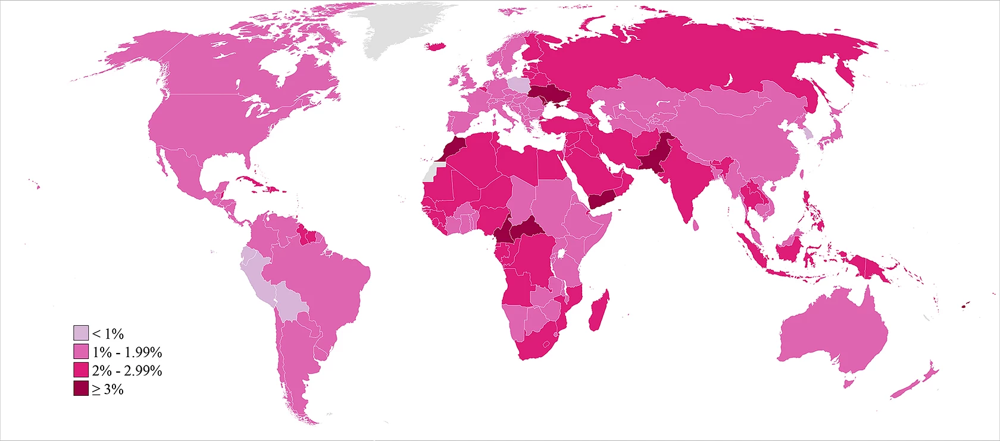 < 1%
1% - 1.99%
2% - 2.99%
≥ 3%